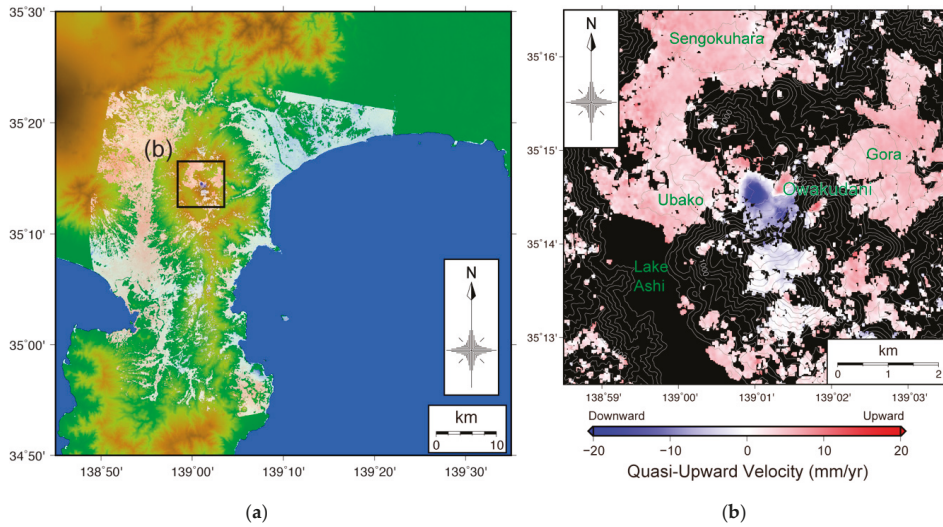 35°30'
35°20'
35°10'
35°00'
34°50'
138°50'
139°00'
139°10'
139°20'
139°30'
(b)
N
km
0
10
(a)
35°16'
35°15'
35°14'
35°13'
138°59'
139°00'
139°01'
139°02'
139°03'
N
Sengokuhara
Gora
Owakudani
Ubako
Lake
Ashi
km
0 1 2
Downward
Upward
−20 −10 0 10 20
Quasi-Upward Velocity (mm/yr)
(b)